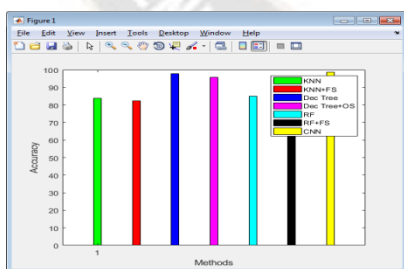 Figure 1
File Edit View Insert Tools Desktop Window Help
100
90
80
70
60
50
40
30
20
10
0
Accuracy
KNN
KNN+FS
Dec Tree
Dec Tree+OS
RF
RF+FS
CNN
1
Methods